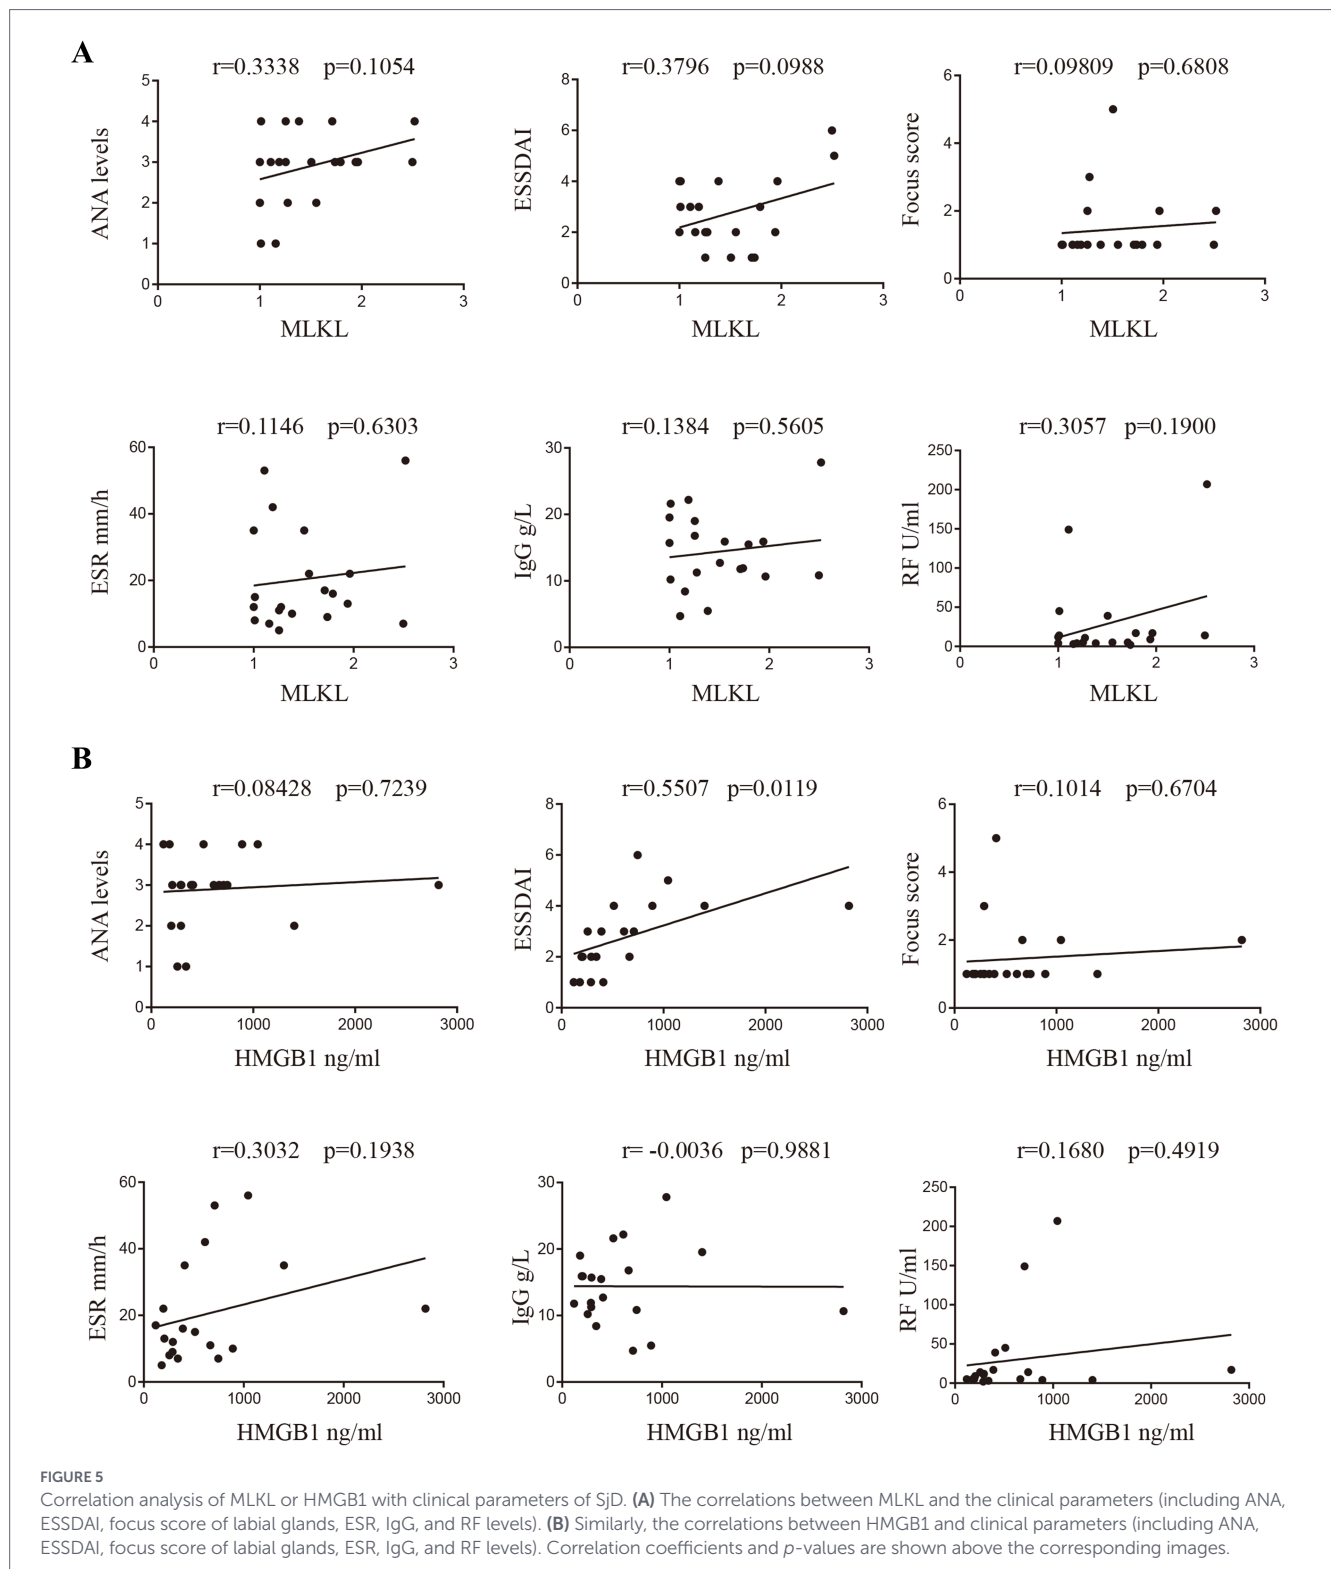 A
r=0.3338 p=0.1054
ANA levels
5
4
3
2
1
0
0 1 2 3
MLKL
r=0.3796 p=0.0988
ESSDAI
8
6
4
2
0
0 1 2 3
MLKL
r=0.09809 p=0.6808
Focus score
6
4
2
0
0 1 2 3
MLKL
r=0.1146 p=0.6303
ESR mm/h
60
40
20
0
0 1 2 3
MLKL
r=0.1384 p=0.5605
IgG g/L
30
20
10
0
0 1 2 3
MLKL
r=0.3057 p=0.1900
RF U/ml
250
200
150
100
50
0
0 1 2 3
MLKL
B
r=0.08428 p=0.7239
ANA levels
5
4
3
2
1
0
0 1000 2000 3000
HMGB1 ng/ml
r=0.5507 p=0.0119
ESSDAI
8
6
4
2
0
0 1000 2000 3000
HMGB1 ng/ml
r=0.1014 p=0.6704
Focus score
6
4
2
0
0 1000 2000 3000
HMGB1 ng/ml
r=0.3032 p=0.1938
ESR mm/h
60
40
20
0
0 1000 2000 3000
HMGB1 ng/ml
r= -0.0036 p=0.9881
IgG g/L
30
20
10
0
0 1000 2000 3000
HMGB1 ng/ml
r=0.1680 p=0.4919
RF U/ml
250
200
150
100
50
0
0 1000 2000 3000
HMGB1 ng/ml
FIGURE 5
Correlation analysis of MLKL or HMGB1 with clinical parameters of SjD. (A) The correlations between MLKL and the clinical parameters (including ANA,
ESSDAI, focus score of labial glands, ESR, IgG, and RF levels). (B) Similarly, the correlations between HMGB1 and clinical parameters (including ANA,
ESSDAI, focus score of labial glands, ESR, IgG, and RF levels). Correlation coefficients and p-values are shown above the corresponding images.